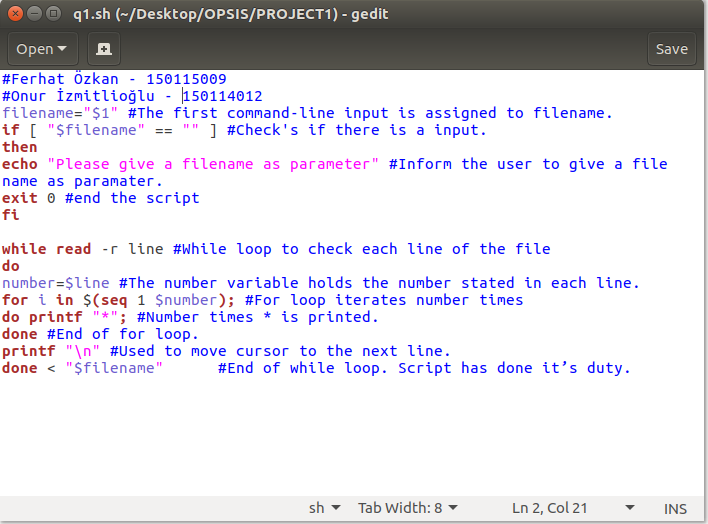 q1.sh (~/Desktop/OPSIS/PROJECT1) - gedit
Open
Save
#Ferhat Özkan - 150115009
#Onur İzmitlioğlu - 150114012
filename="$1" #The first command-line input is assigned to filename.
if [ "$filename" == "" ] #Check's if there is a input.
then
echo "Please give a filename as parameter" #Inform the user to give a file
name as paramater.
exit 0 #end the script
fi
while read -r line #While loop to check each line of the file
do
number=$line #The number variable holds the number stated in each line.
for i in $(seq 1 $number); #For loop iterates number times
do printf "*"; #Number times * is printed.
done #End of for loop.
printf "\n" #Used to move cursor to the next line.
done < "$filename" #End of while loop. Script has done it’s duty.
sh Tab Width: 8 Ln 2, Col 21 INS